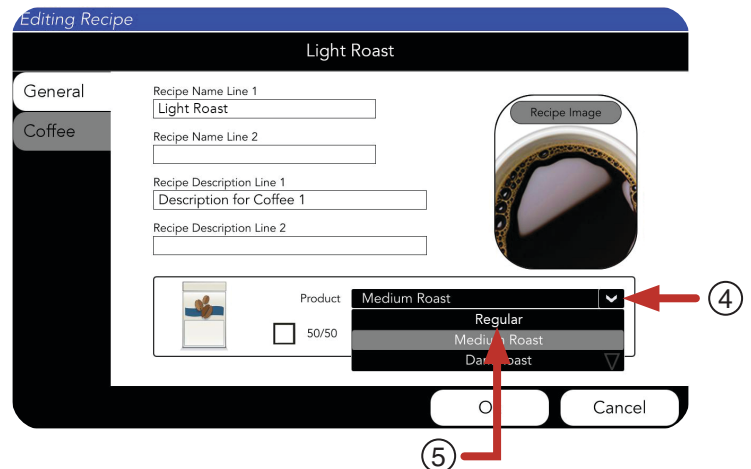 Editing Recipe
Light Roast
General
Coffee
Recipe Name Line 1
Light Roast
Recipe Name Line 2
Recipe Description Line 1
Description for Coffee 1
Recipe Description Line 2
Recipe Image
Product
Medium Roast
50/50
Regular
Medium Roast
Dark Roast
Cancel
4
5